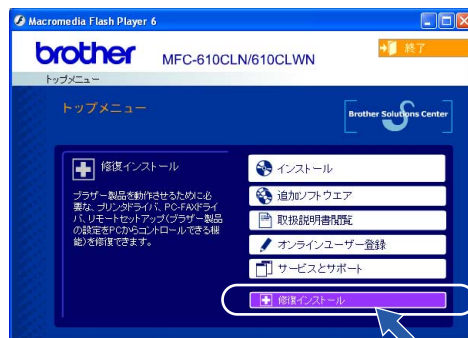 Macromedia Flash Player 6
brother
MFC-610CLN/610CLWN
終了
トップメニュー
トップメニュー
Brother Solutions Center
修復インストール
ブラザー製品を動作させるために必
要な、プリンタドライバ、PC-FAXドライ
バ、リモートセットアップ(ブラザー製品
の設定をPCからコントロールできる機
能)を修復できます。
インストール
追加ソフトウエア
取扱説明書閲覧
オンラインユーザー登録
サービスとサポート
修復インストール